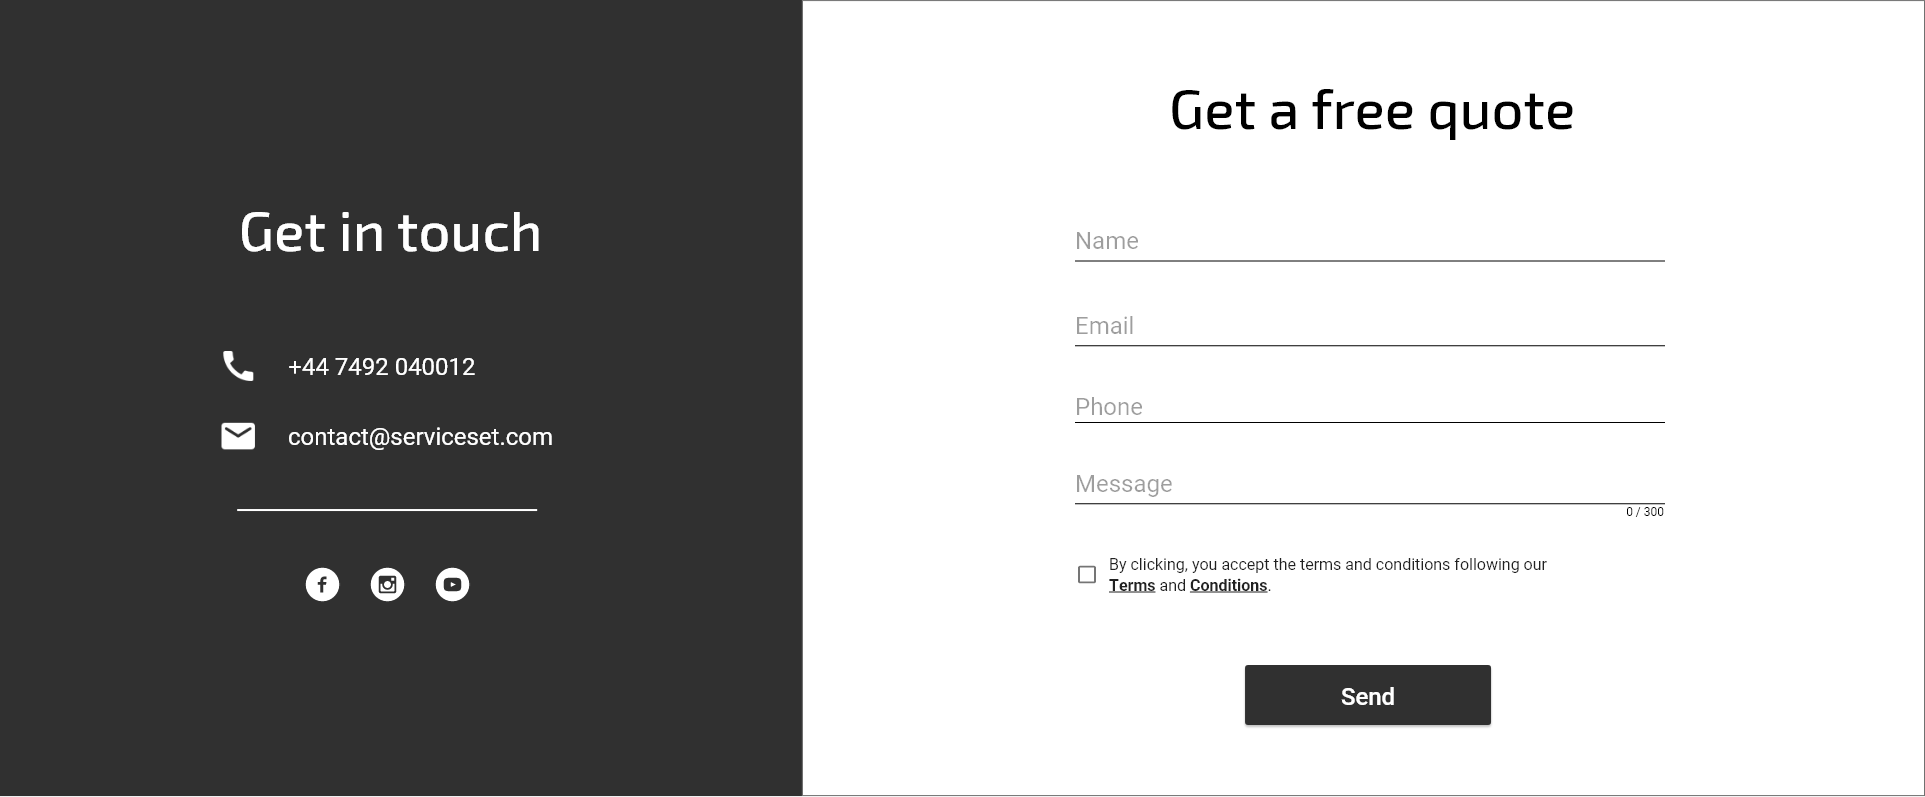 Get in touch
+44 7492 040012
contact@serviceset.com
Get a free quote
Name
Email
Phone
Message
0 / 300
By clicking, you accept the terms and conditions following our
Terms and Conditions.
Send